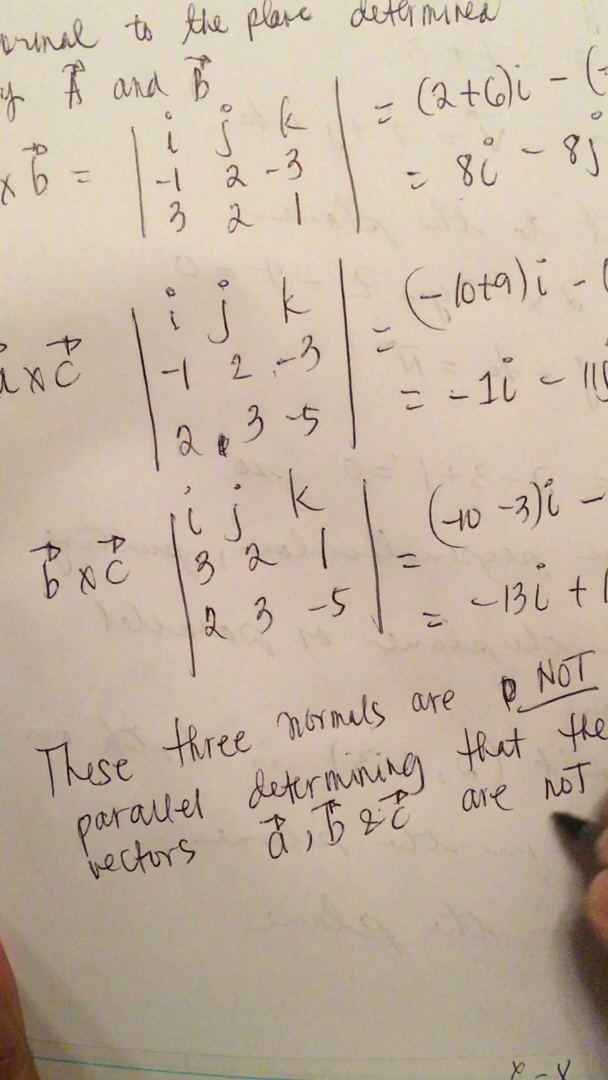 to the plane determined
A⃗ and B⃗
x b⃗ = | i j k | = (2+6)i - (
| -1 2 -3 | = 8i - 8j
| 3 2 1 |
a⃗ x c⃗ | i j k | = (-10+9)i - (
| -1 2 -3 | = -1i - 11j
| 2 3 -5 |
b⃗ x c⃗ | i j k | = (-10 -3)i -
| 3 2 1 | = -13i + 1
| 2 3 -5 |
These three normals are NOT
parallel determining that the
vectors a⃗, b⃗ & c⃗ are not